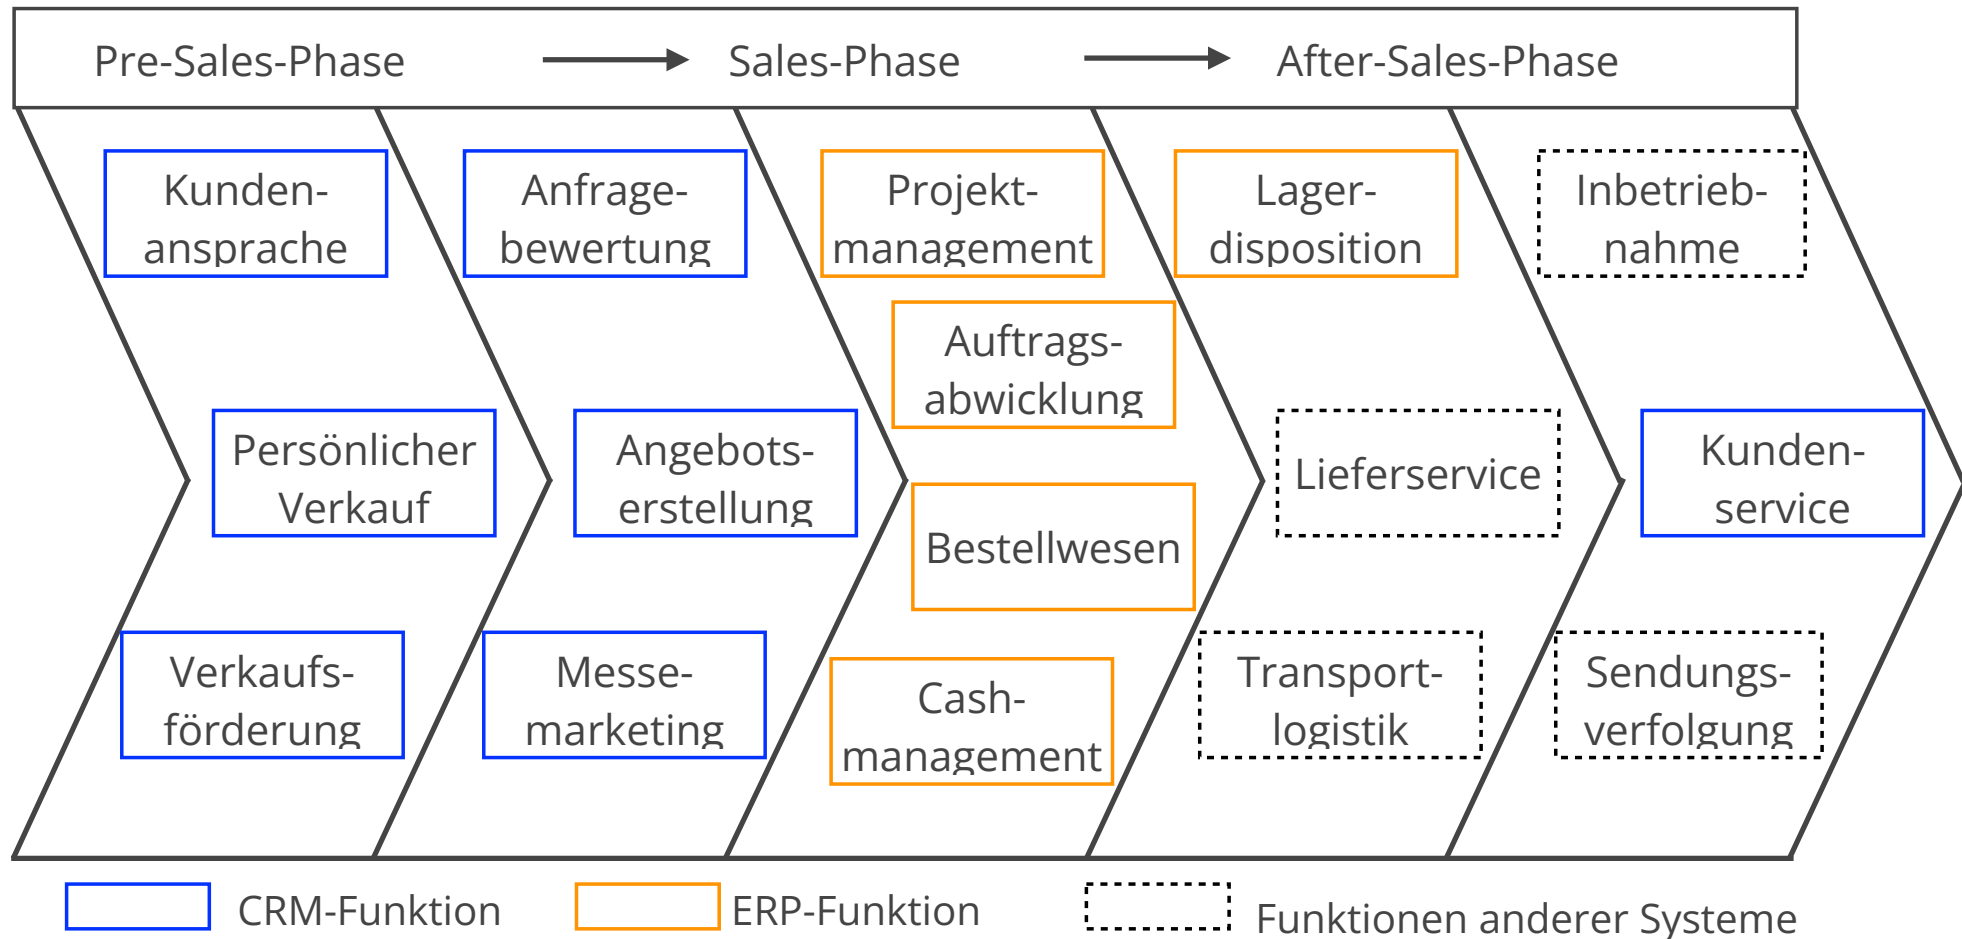 Pre-Sales-Phase
Sales-Phase
After-Sales-Phase
Kunden-
ansprache
Persönlicher
Verkauf
Verkaufs-
förderung
Anfrage-
bewertung
Angebots-
erstellung
Messe-
marketing
Projekt-
management
Auftrags-
abwicklung
Bestellwesen
Cash-
management
Lager-
disposition
Lieferservice
Transport-
logistik
Inbetrieb-
nahme
Kunden-
service
Sendungs-
verfolgung
CRM-Funktion
ERP-Funktion
Funktionen anderer Systeme